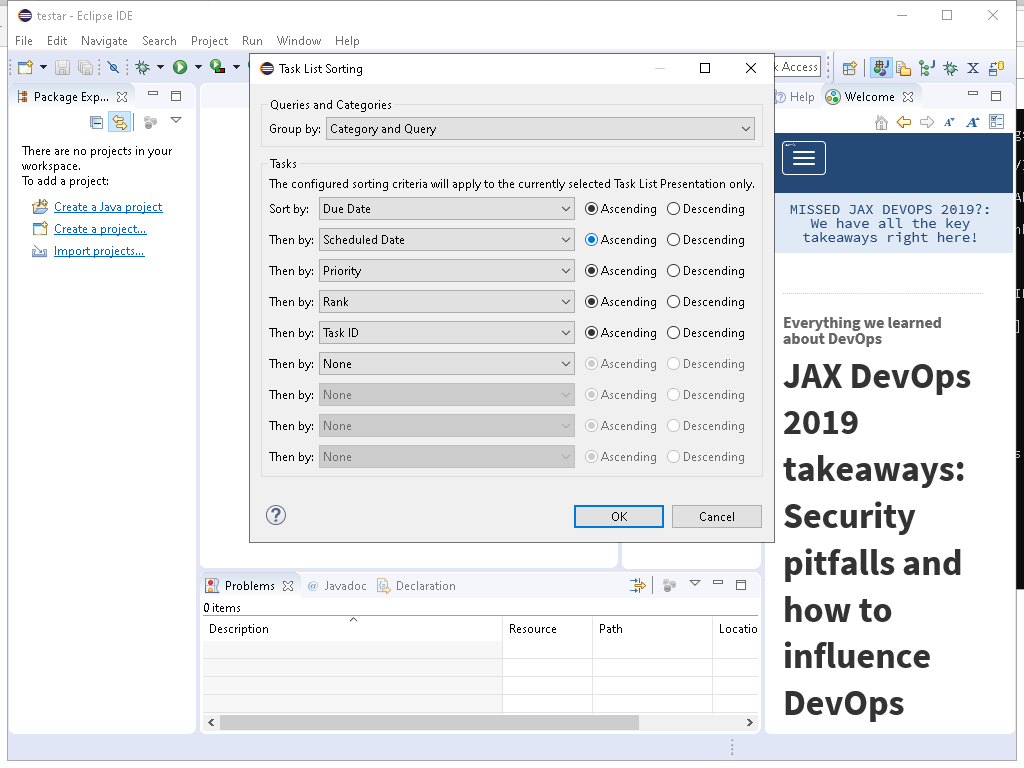 testar - Eclipse IDE
File Edit Navigate Search Project Run Window Help
Access
Package Exp...
There are no projects in your
workspace.
To add a project:
Create a Java project
Create a project...
Import projects...
Task List Sorting
Queries and Categories
Group by: Category and Query
Tasks
The configured sorting criteria will apply to the currently selected Task List Presentation only.
Sort by: Due Date Ascending Descending
Then by: Scheduled Date Ascending Descending
Then by: Priority Ascending Descending
Then by: Rank Ascending Descending
Then by: Task ID Ascending Descending
Then by: None Ascending Descending
Then by: None Ascending Descending
Then by: None Ascending Descending
Then by: None Ascending Descending
OK Cancel
Help Welcome
MISSED JAX DEVOPS 2019?:
We have all the key
takeaways right here!
Everything we learned
about DevOps
JAX DevOps
2019
takeaways:
Security
pitfalls and
how to
influence
DevOps
Problems @ Javadoc Declaration
0 items
Description Resource Path Locatio